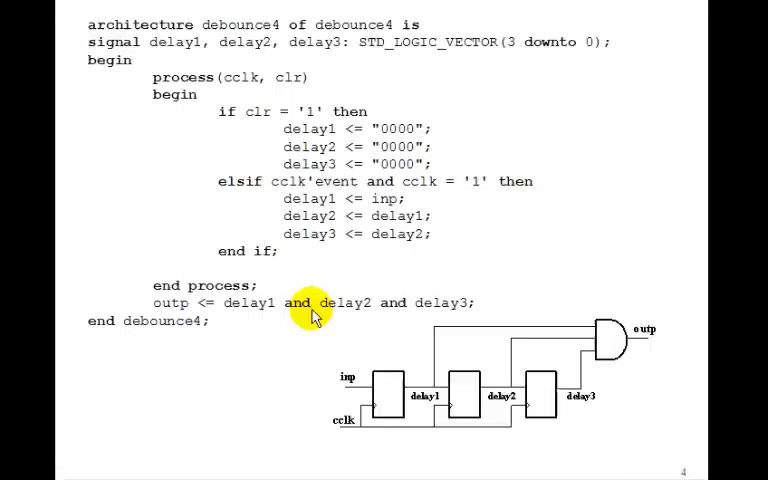 architecture debounce4 of debounce4 is
signal delay1, delay2, delay3: STD_LOGIC_VECTOR(3 downto 0);
begin
process(cclk, clr)
begin
if clr = '1' then
delay1 <= "0000";
delay2 <= "0000";
delay3 <= "0000";
elsif cclk'event and cclk = '1' then
delay1 <= inp;
delay2 <= delay1;
delay3 <= delay2;
end if;
end process;
outp <= delay1 and delay2 and delay3;
end debounce4;
outp
inp
delay1
delay2
delay3
cclk
4